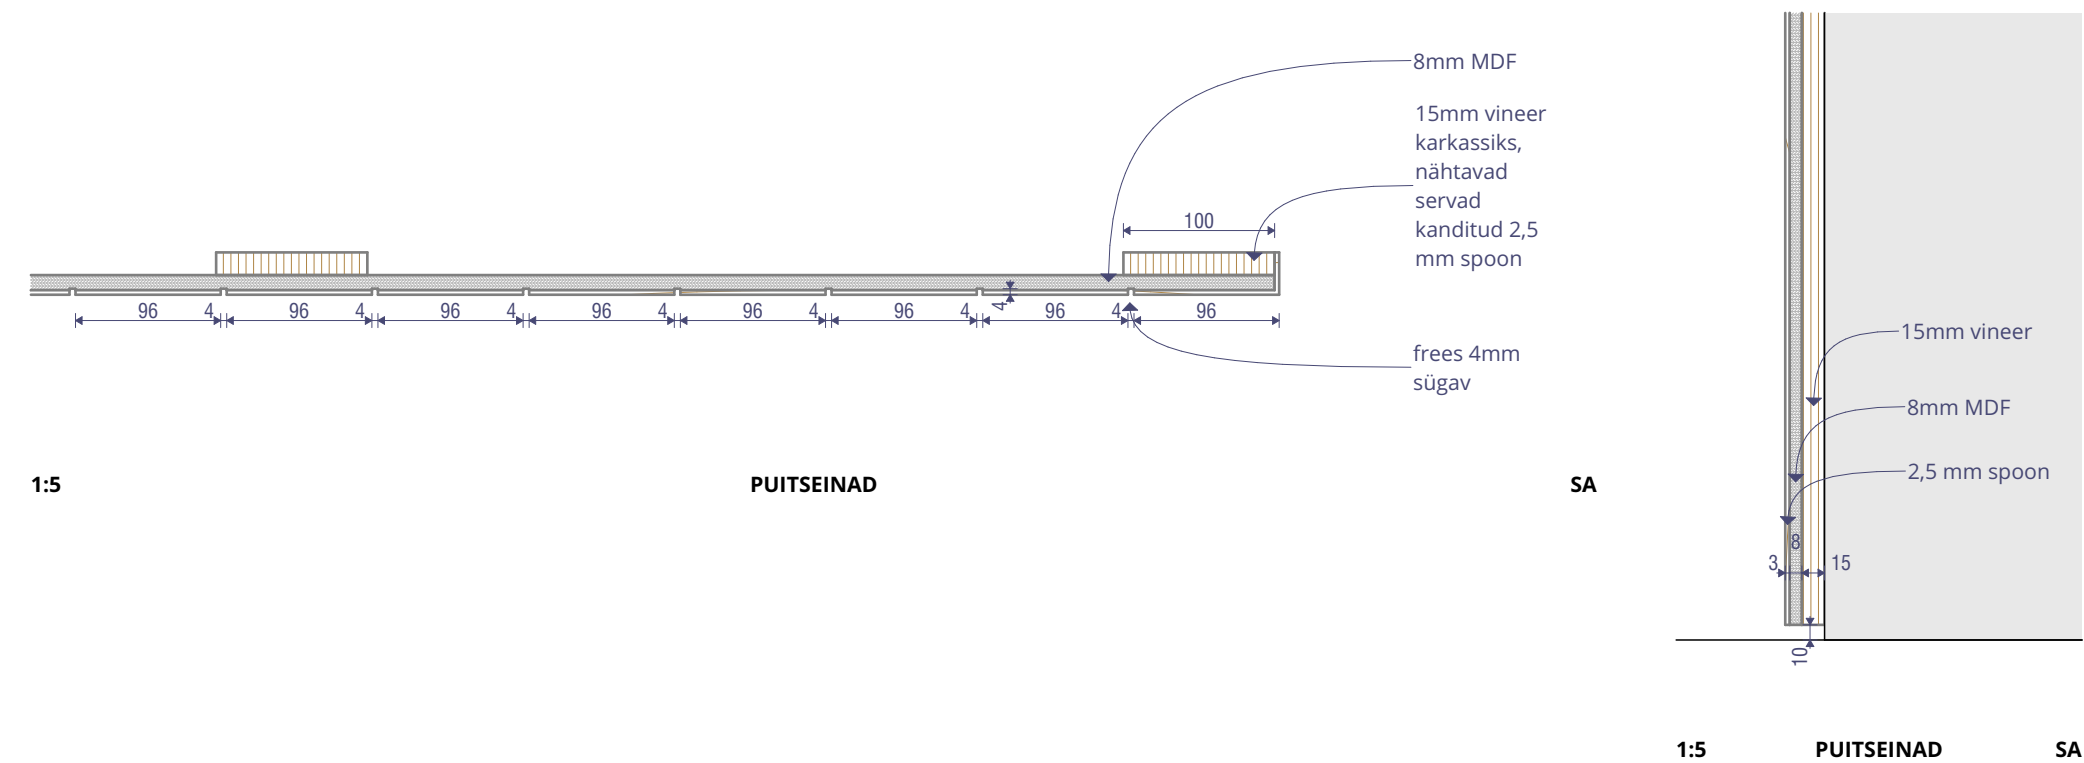 8mm MDF
15mm vineer
karkassiks,
nähtavad
servad
kanditud 2,5
mm spoon
100
96 4 96 4 96 4 96 4 96 4 96 4 4 96 4 96
frees 4mm
sügav
1:5 PUITSEINAD SA
15mm vineer
8mm MDF
2,5 mm spoon
8
3 15
10
1:5 PUITSEINAD SA